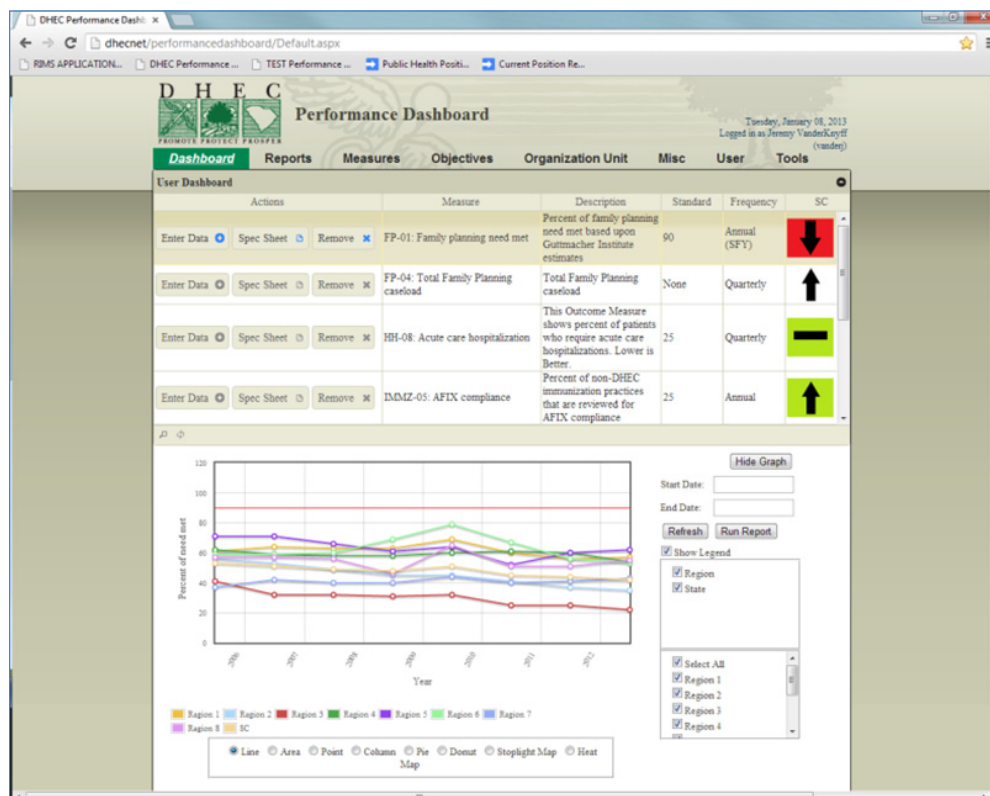 DHEC Performance Dashb
dhecnet/performancedashboard/Default.aspx
RIMS APPLICATION... DHEC Performance ... TEST Performance ... Public Health Positi... Current Position Re...
D H E C
PROMOTE PROTECT PROSPER
Performance Dashboard
Tuesday, January 08, 2013
Logged in as Jeremy VanderKnyff
(vanderj)
Dashboard Reports Measures Objectives Organization Unit Misc User Tools
User Dashboard
Actions Measure Description Standard Frequency SC
Enter Data Spec Sheet Remove FP-01: Family planning need met Percent of family planning need met based upon Guttmacher Institute estimates 90 Annual (SFY)
Enter Data Spec Sheet Remove FP-04: Total Family Planning caseload Total Family Planning caseload None Quarterly
Enter Data Spec Sheet Remove HH-08: Acute care hospitalization This Outcome Measure shows percent of patients who require acute care hospitalizations. Lower is Better. 25 Quarterly
Enter Data Spec Sheet Remove IMMZ-05: AFIX compliance Percent of non-DHEC immunization practices that are reviewed for AFIX compliance 25 Annual
Hide Graph
Start Date:
End Date:
Refresh Run Report
Show Legend
Region
State
Select All
Region 1
Region 2
Region 3
Region 4
120
100
80
60
40
20
0
Percent of need met
2006 2007 2008 2009 2010 2011 2012
Year
Region 1 Region 2 Region 3 Region 4 Region 5 Region 6 Region 7
Region 8 SC
Line Area Point Column Pie Donut Stoplight Map Heat
Map